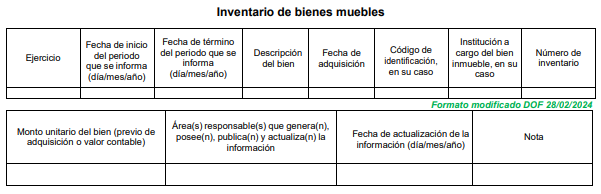 Inventario de bienes muebles
Ejercicio
Fecha de inicio
del periodo
que se informa
(día/mes/año)
Fecha de término
del periodo que se
informa
(día/mes/año)
Descripción
del bien
Fecha de
adquisición
Código de
identificación,
en su caso
Institución a
cargo del bien
inmueble, en su
caso
Número de
inventario
Formato modificado DOF 28/02/2024
Monto unitario del bien (previo de
adquisición o valor contable)
Área(s) responsable(s) que genera(n),
posee(n), publica(n) y actualiza(n) la
información
Fecha de actualización de la
información (día/mes/año)
Nota